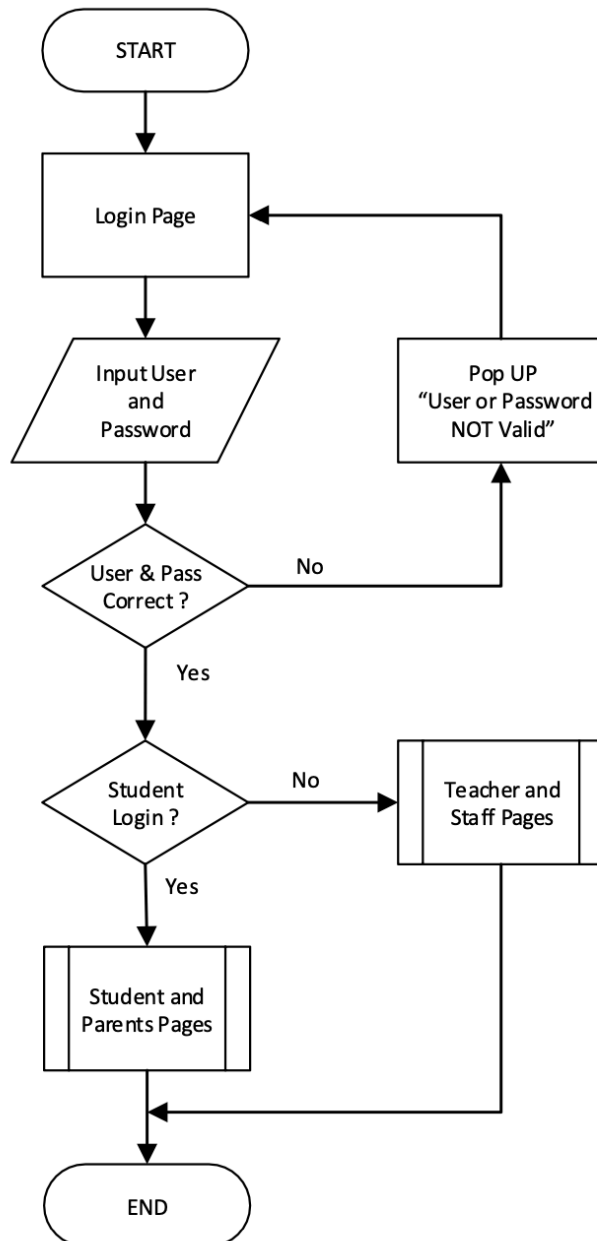 START
Login Page
Input User
and
Password
Pop UP
“User or Password
NOT Valid”
User & Pass
Correct ?
No
Yes
Student
Login ?
No
Teacher and
Staff Pages
Yes
Student and
Parents Pages
END